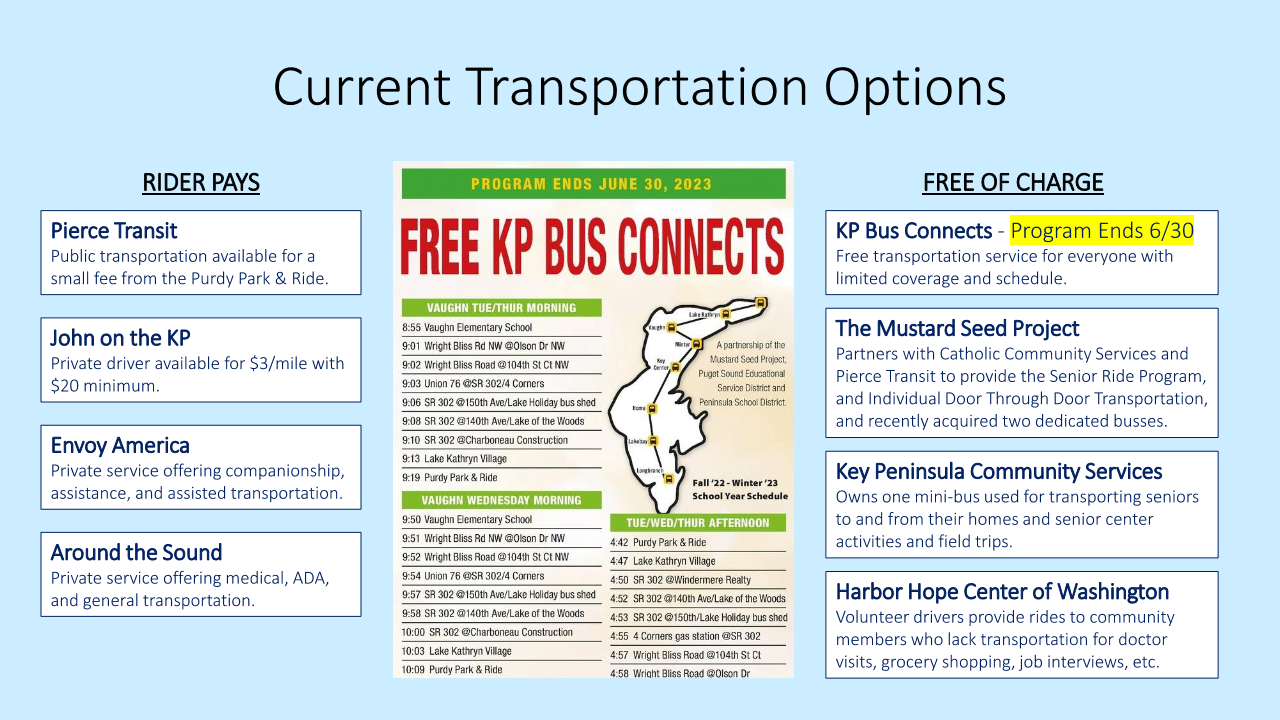 Current Transportation Options
RIDER PAYS
Pierce Transit
Public transportation available for a
small fee from the Purdy Park & Ride.
John on the KP
Private driver available for $3/mile with
$20 minimum.
Envoy America
Private service offering companionship,
assistance, and assisted transportation.
Around the Sound
Private service offering medical, ADA,
and general transportation.
PROGRAM ENDS JUNE 30, 2023
FREE KP BUS CONNECTS
VAUGHN TUE/THUR MORNING
8:55 Vaughn Elementary School
9:01 Wright Bliss Rd NW @Olson Dr NW
9:02 Wright Bliss Road @104th St Ct NW
9:03 Union 76 @SR 302/4 Corners
9:06 SR 302 @150th Ave/Lake Holiday bus shed
9:08 SR 302 @140th Ave/Lake of the Woods
9:10 SR 302 @Charboneau Construction
9:13 Lake Kathryn Village
9:19 Purdy Park & Ride
VAUGHN WEDNESDAY MORNING
9:50 Vaughn Elementary School
9:51 Wright Bliss Rd NW @Olson Dr NW
9:52 Wright Bliss Road @104th St Ct NW
9:54 Union 76 @SR 302/4 Corners
9:57 SR 302 @150th Ave/Lake Holiday bus shed
9:58 SR 302 @140th Ave/Lake of the Woods
10:00 SR 302 @Charboneau Construction
10:03 Lake Kathryn Village
10:09 Purdy Park & Ride
Lake Kathryn
Vaughn
Minter
Key
Center
Home
Lakebay
Longbranch
A partnership of the
Mustard Seed Project,
Puget Sound Educational
Service District and
Peninsula School District.
Fall '22 - Winter '23
School Year Schedule
TUE/WED/THUR AFTERNOON
4:42 Purdy Park & Ride
4:47 Lake Kathryn Village
4:50 SR 302 @Windermere Realty
4:52 SR 302 @140th Ave/Lake of the Woods
4:53 SR 302 @150th/Lake Holiday bus shed
4:55 4 Corners gas station @SR 302
4:57 Wright Bliss Road @104th St Ct
4:58 Wright Bliss Road @Olson Dr
FREE OF CHARGE
KP Bus Connects - Program Ends 6/30
Free transportation service for everyone with
limited coverage and schedule.
The Mustard Seed Project
Partners with Catholic Community Services and
Pierce Transit to provide the Senior Ride Program,
and Individual Door Through Door Transportation,
and recently acquired two dedicated busses.
Key Peninsula Community Services
Owns one mini-bus used for transporting seniors
to and from their homes and senior center
activities and field trips.
Harbor Hope Center of Washington
Volunteer drivers provide rides to community
members who lack transportation for doctor
visits, grocery shopping, job interviews, etc.